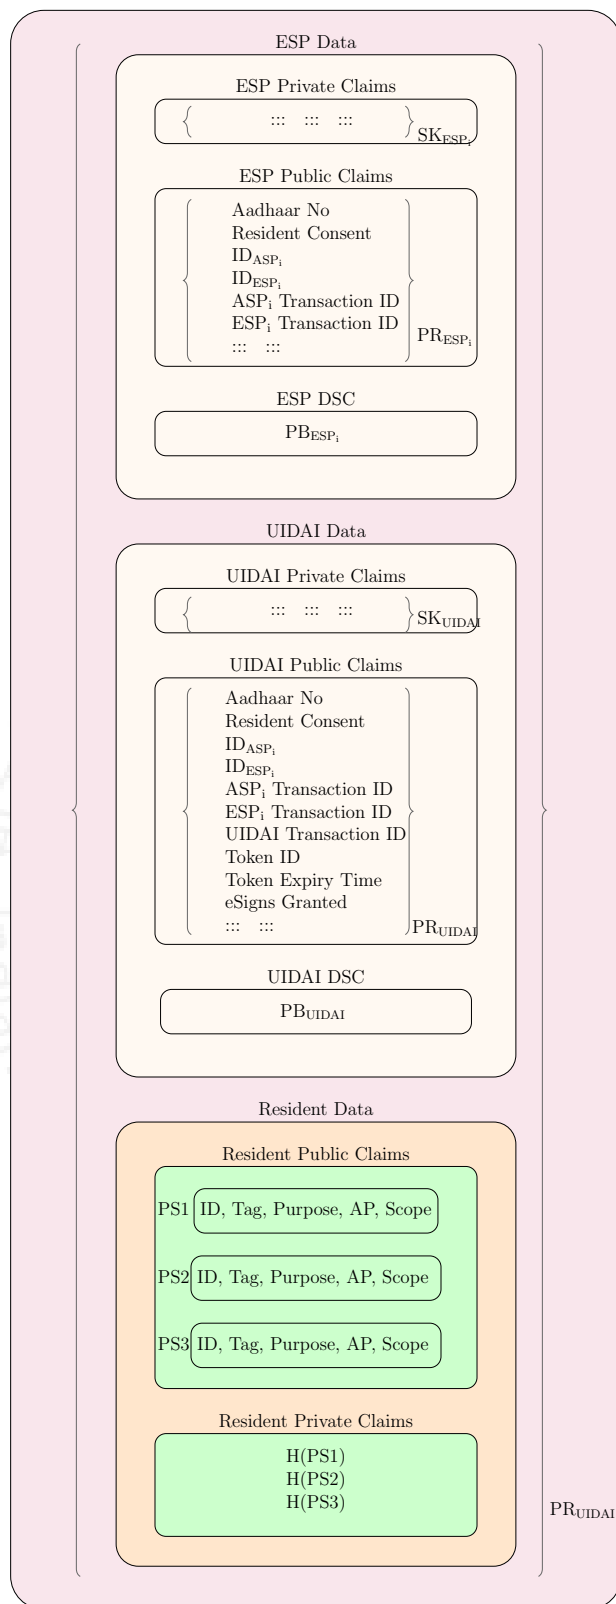 ESP Data
ESP Private Claims
{ ::: ::: ::: } SK_ESP_i
ESP Public Claims
Aadhaar No
Resident Consent
ID_ASP_i
ID_ESP_i
ASP_i Transaction ID
ESP_i Transaction ID
::: :::
PR_ESP_i
ESP DSC
PB_ESP_i
UIDAI Data
UIDAI Private Claims
{ ::: ::: ::: } SK_UIDAI
UIDAI Public Claims
Aadhaar No
Resident Consent
ID_ASP_i
ID_ESP_i
ASP_i Transaction ID
ESP_i Transaction ID
UIDAI Transaction ID
Token ID
Token Expiry Time
eSigns Granted
::: :::
PR_UIDAI
UIDAI DSC
PB_UIDAI
Resident Data
Resident Public Claims
PS1 ID, Tag, Purpose, AP, Scope
PS2 ID, Tag, Purpose, AP, Scope
PS3 ID, Tag, Purpose, AP, Scope
Resident Private Claims
H(PS1)
H(PS2)
H(PS3)
PR_UIDAI